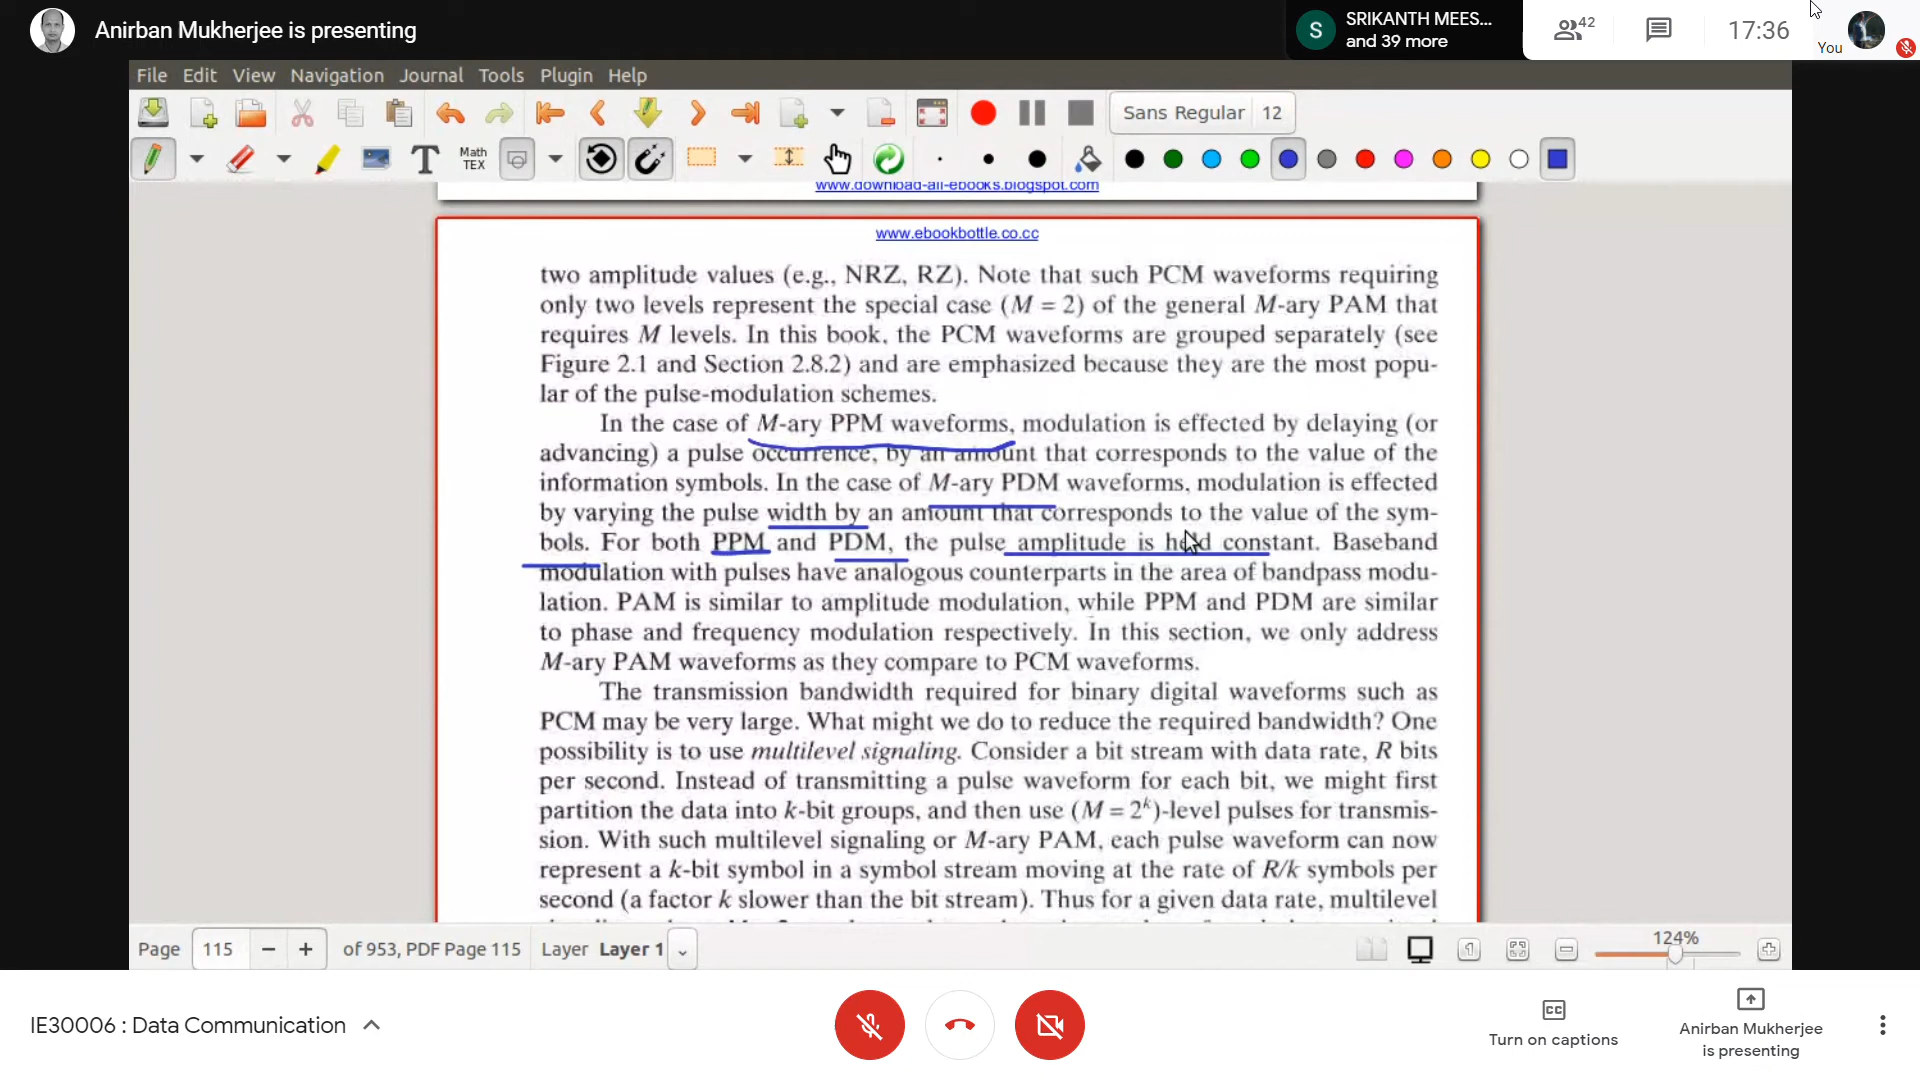 Anirban Mukherjee is presenting
S
SRIKANTH MEES...
and 39 more
42
17:36
You
File Edit View Navigation Journal Tools Plugin Help
Sans Regular 12
Math
TEX
www.download-all-ebooks.blogspot.com
www.ebookbottle.co.cc
two amplitude values (e.g., NRZ, RZ). Note that such PCM waveforms requiring
only two levels represent the special case (M = 2) of the general M-ary PAM that
requires M levels. In this book, the PCM waveforms are grouped separately (see
Figure 2.1 and Section 2.8.2) and are emphasized because they are the most popu-
lar of the pulse-modulation schemes.
In the case of M-ary PPM waveforms, modulation is effected by delaying (or
advancing) a pulse occurrence, by an amount that corresponds to the value of the
information symbols. In the case of M-ary PDM waveforms, modulation is effected
by varying the pulse width by an amount that corresponds to the value of the sym-
bols. For both PPM and PDM, the pulse amplitude is held constant. Baseband
modulation with pulses have analogous counterparts in the area of bandpass modu-
lation. PAM is similar to amplitude modulation, while PPM and PDM are similar
to phase and frequency modulation respectively. In this section, we only address
M-ary PAM waveforms as they compare to PCM waveforms.
The transmission bandwidth required for binary digital waveforms such as
PCM may be very large. What might we do to reduce the required bandwidth? One
possibility is to use multilevel signaling. Consider a bit stream with data rate, R bits
per second. Instead of transmitting a pulse waveform for each bit, we might first
partition the data into k-bit groups, and then use (M = 2ᵏ)-level pulses for transmis-
sion. With such multilevel signaling or M-ary PAM, each pulse waveform can now
represent a k-bit symbol in a symbol stream moving at the rate of R/k symbols per
second (a factor k slower than the bit stream). Thus for a given data rate, multilevel
Page 115 − + of 953, PDF Page 115 Layer Layer 1
124%
IE30006 : Data Communication
Turn on captions
Anirban Mukherjee
is presenting